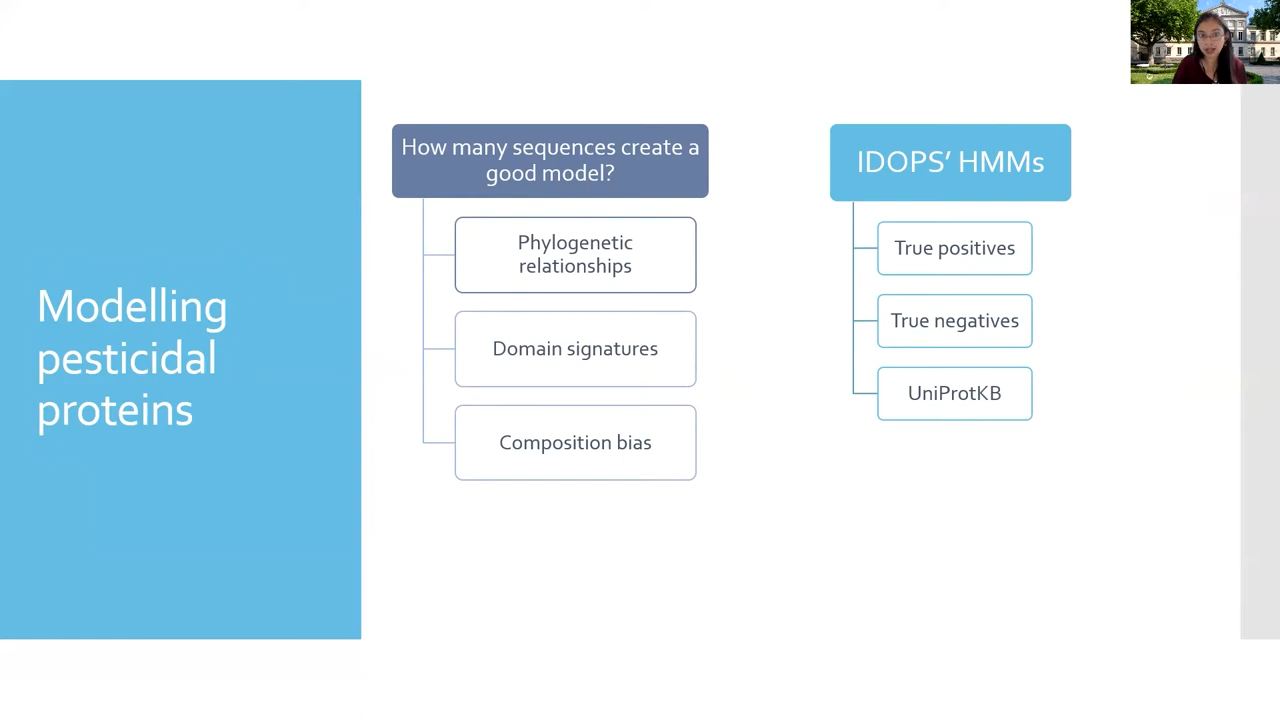 Modelling
pesticidal
proteins
How many sequences create a
good model?
Phylogenetic
relationships
Domain signatures
Composition bias
IDOPS’ HMMs
True positives
True negatives
UniProtKB